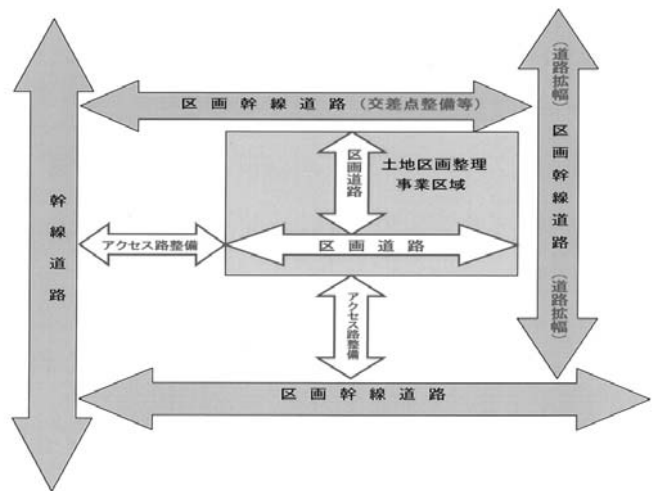 区画幹線道路（交差点整備等）
（道路拡幅）区画幹線道路（道路拡幅）
幹線道路
区画道路
土地区画整理
事業区域
アクセス路整備
区画道路
アクセス路整備
区画幹線道路